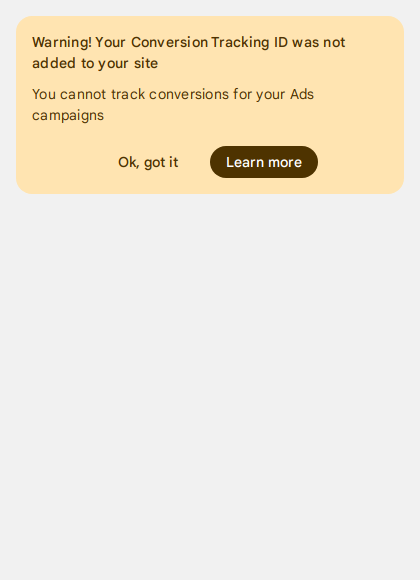 Warning! Your Conversion Tracking ID was not
added to your site
You cannot track conversions for your Ads
campaigns
Ok, got it
Learn more